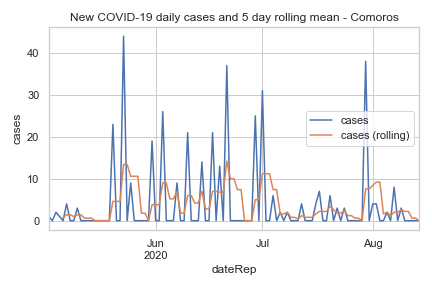 New COVID-19 daily cases and 5 day rolling mean - Comoros
cases
40
30
20
10
0
cases
cases (rolling)
Jun
2020
Jul
Aug
dateRep